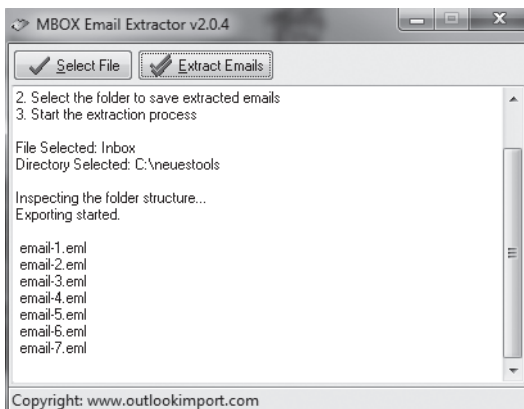 MBOX Email Extractor v2.0.4
Select File Extract Emails
2. Select the folder to save extracted emails
3. Start the extraction process
File Selected: Inbox
Directory Selected: C:\neuestools
Inspecting the folder structure...
Exporting started.
email-1.eml
email-2.eml
email-3.eml
email-4.eml
email-5.eml
email-6.eml
email-7.eml
Copyright: www.outlookimport.com